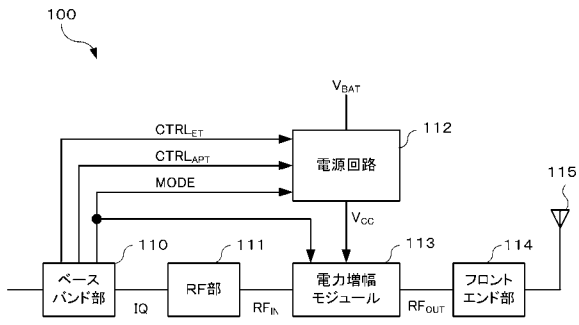 100
V_BAT
CTRL_ET
112
CTRL_APT
電源回路
MODE
115
V_CC
110
111
113
114
ベース
バンド部
RF部
電力増幅
モジュール
フロント
エンド部
IQ
RF_IN
RF_OUT